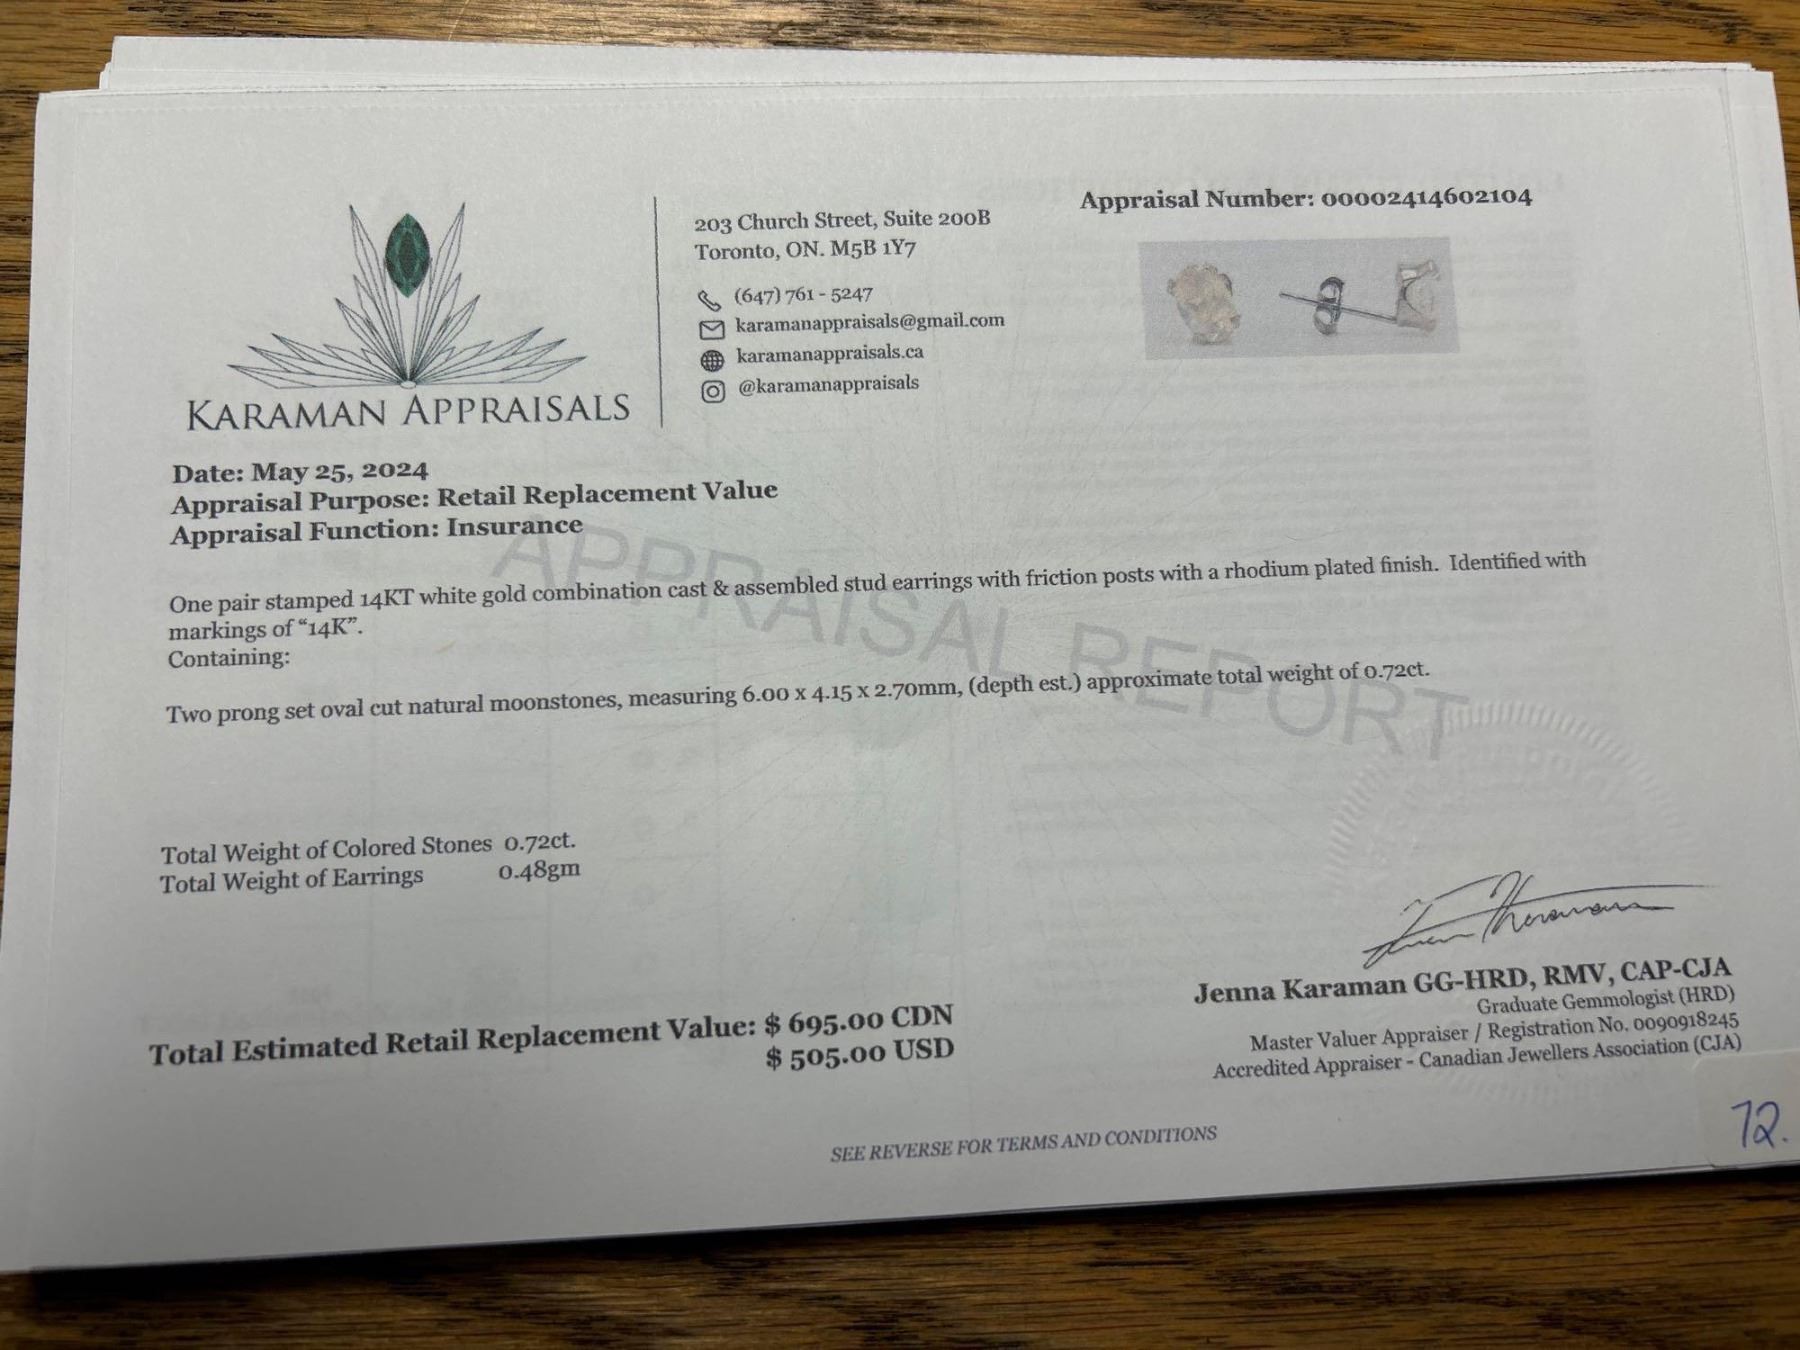 203 Church Street, Suite 200B
Toronto, ON. M5B 1Y7
(647) 761 - 5247
karamanappraisals@gmail.com
karamanappraisals.ca
@karamanappraisals
KARAMAN APPRAISALS
Appraisal Number: 00002414602104
Date: May 25, 2024
Appraisal Purpose: Retail Replacement Value
Appraisal Function: Insurance
APPRAISAL REPORT
One pair stamped 14KT white gold combination cast & assembled stud earrings with friction posts with a rhodium plated finish. Identified with
markings of “14K”.
Containing:
Two prong set oval cut natural moonstones, measuring 6.00 x 4.15 x 2.70mm, (depth est.) approximate total weight of 0.72ct.
Total Weight of Colored Stones 0.72ct.
Total Weight of Earrings 0.48gm
Total Estimated Retail Replacement Value: $ 695.00 CDN
$ 505.00 USD
Jenna Karaman GG-HRD, RMV, CAP-CJA
Graduate Gemmologist (HRD)
Master Valuer Appraiser / Registration No. 0090918245
Accredited Appraiser - Canadian Jewellers Association (CJA)
SEE REVERSE FOR TERMS AND CONDITIONS
72.